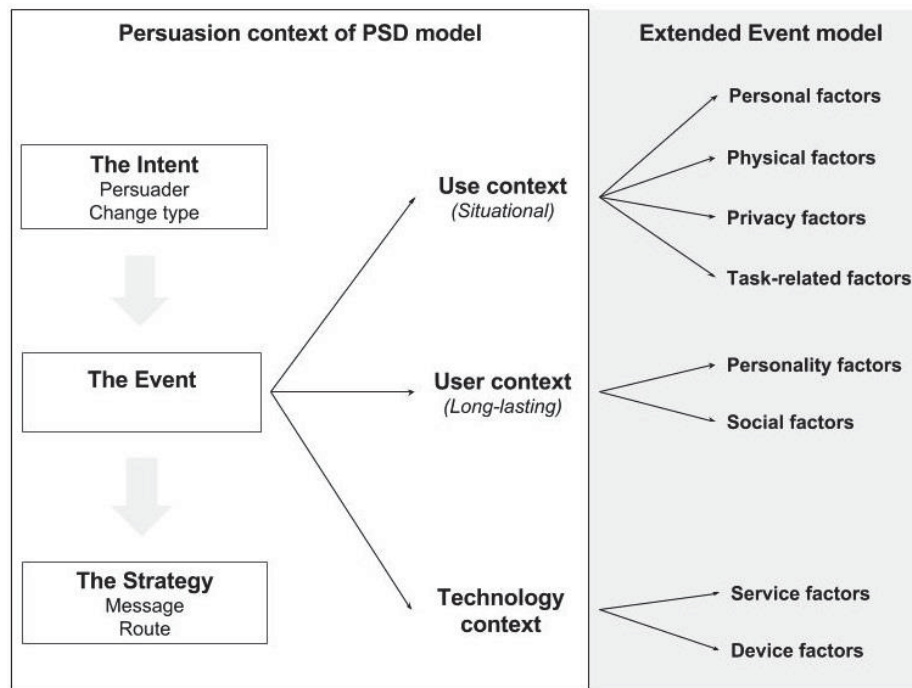 Persuasion context of PSD model
Extended Event model
The Intent
Persuader
Change type
The Event
The Strategy
Message
Route
Use context
(Situational)
User context
(Long-lasting)
Technology
context
Personal factors
Physical factors
Privacy factors
Task-related factors
Personality factors
Social factors
Service factors
Device factors